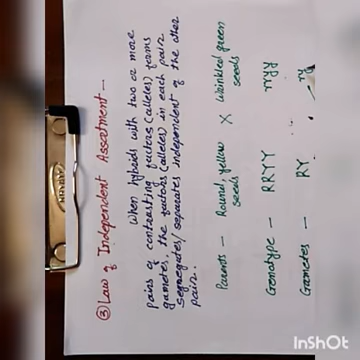 ③ Law of Independent Assortment –
When hybrids with two or more
pairs of contrasting factors (alleles) forms
gametes, the factors (alleles) in each pair
segregates/separates independent of the other
pair.
Parents – Round yellow X Wrinkled green
seeds seeds
Genotype – RRYY rryy
Gametes – RY ry
InShOt